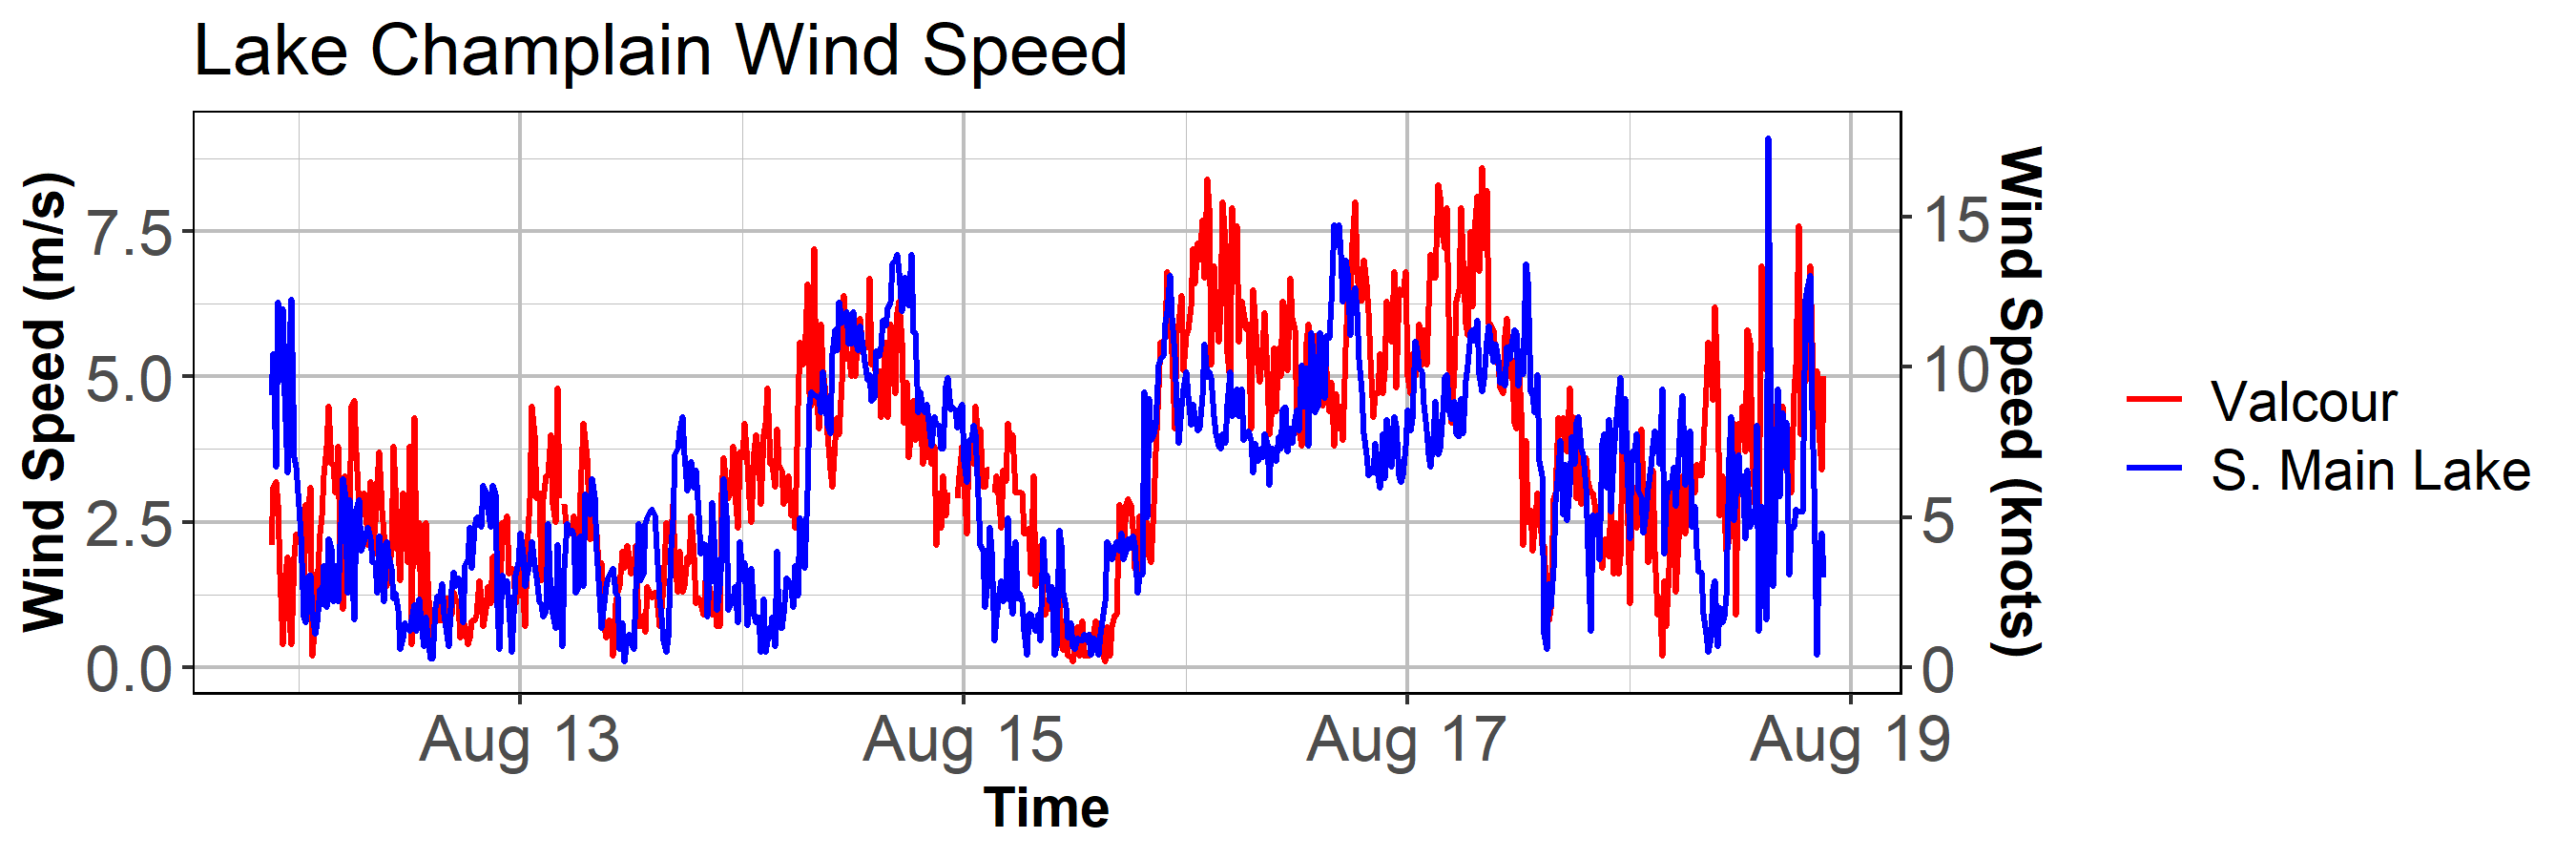 Lake Champlain Wind Speed
Wind Speed (m/s)
7.5
5.0
2.5
0.0
15
10
5
0
Wind Speed (knots)
Aug 13
Aug 15
Aug 17
Aug 19
Time
Valcour
S. Main Lake